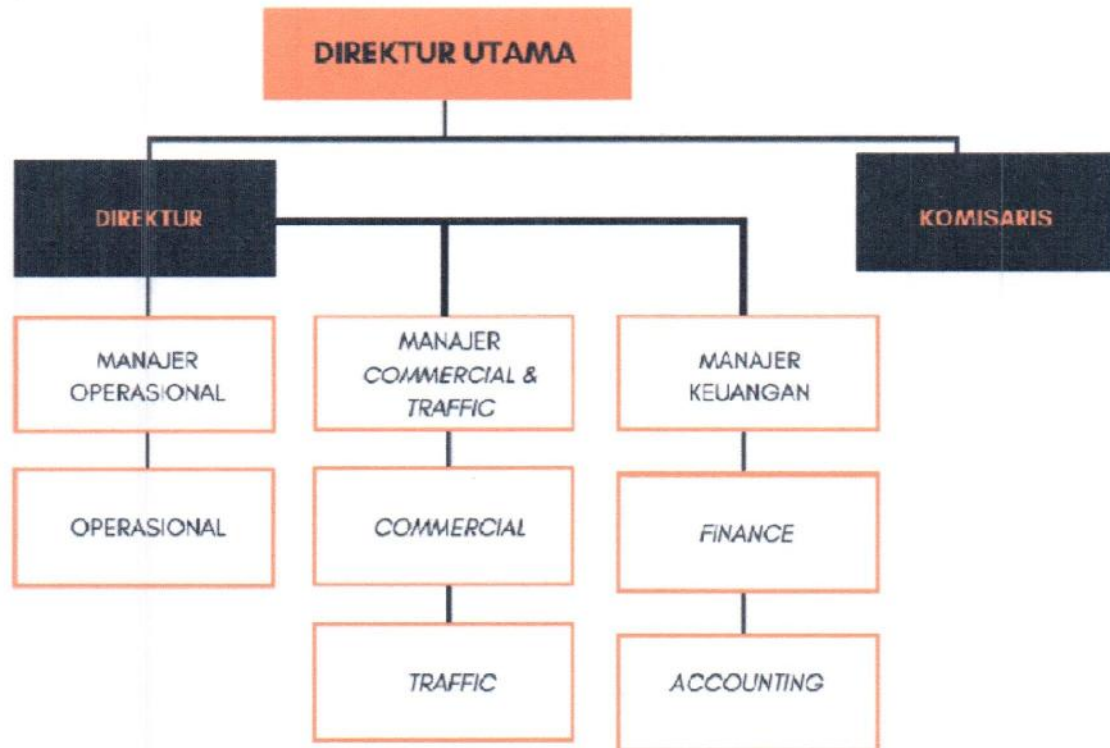 DIREKTUR UTAMA
DIREKTUR
KOMISARIS
MANAJER
OPERASIONAL
MANAJER
COMMERCIAL &
TRAFFIC
MANAJER
KEUANGAN
OPERASIONAL
COMMERCIAL
FINANCE
TRAFFIC
ACCOUNTING